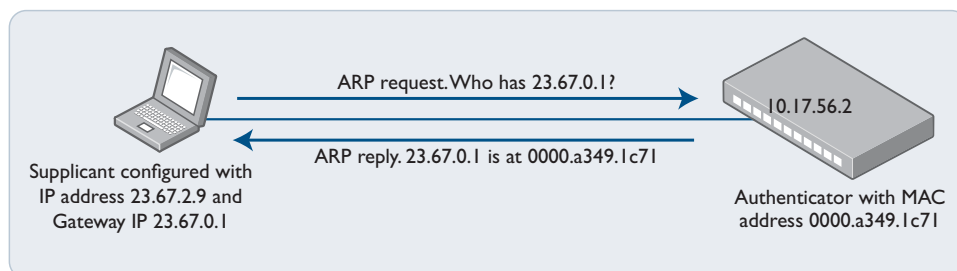 ARP request. Who has 23.67.0.1?
10.17.56.2
ARP reply. 23.67.0.1 is at 0000.a349.1c71
Supplicant configured with
IP address 23.67.2.9 and
Gateway IP 23.67.0.1
Authenticator with MAC
address 0000.a349.1c71